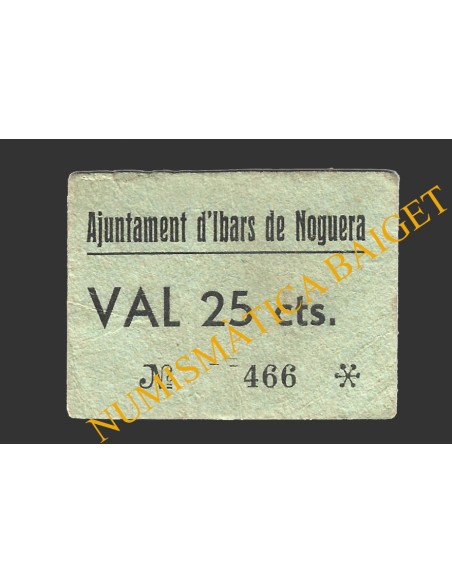 Ajuntament d'Ibars de Noguera
VAL 25 cts.
№ 466
NUMISMATICA BAIGET